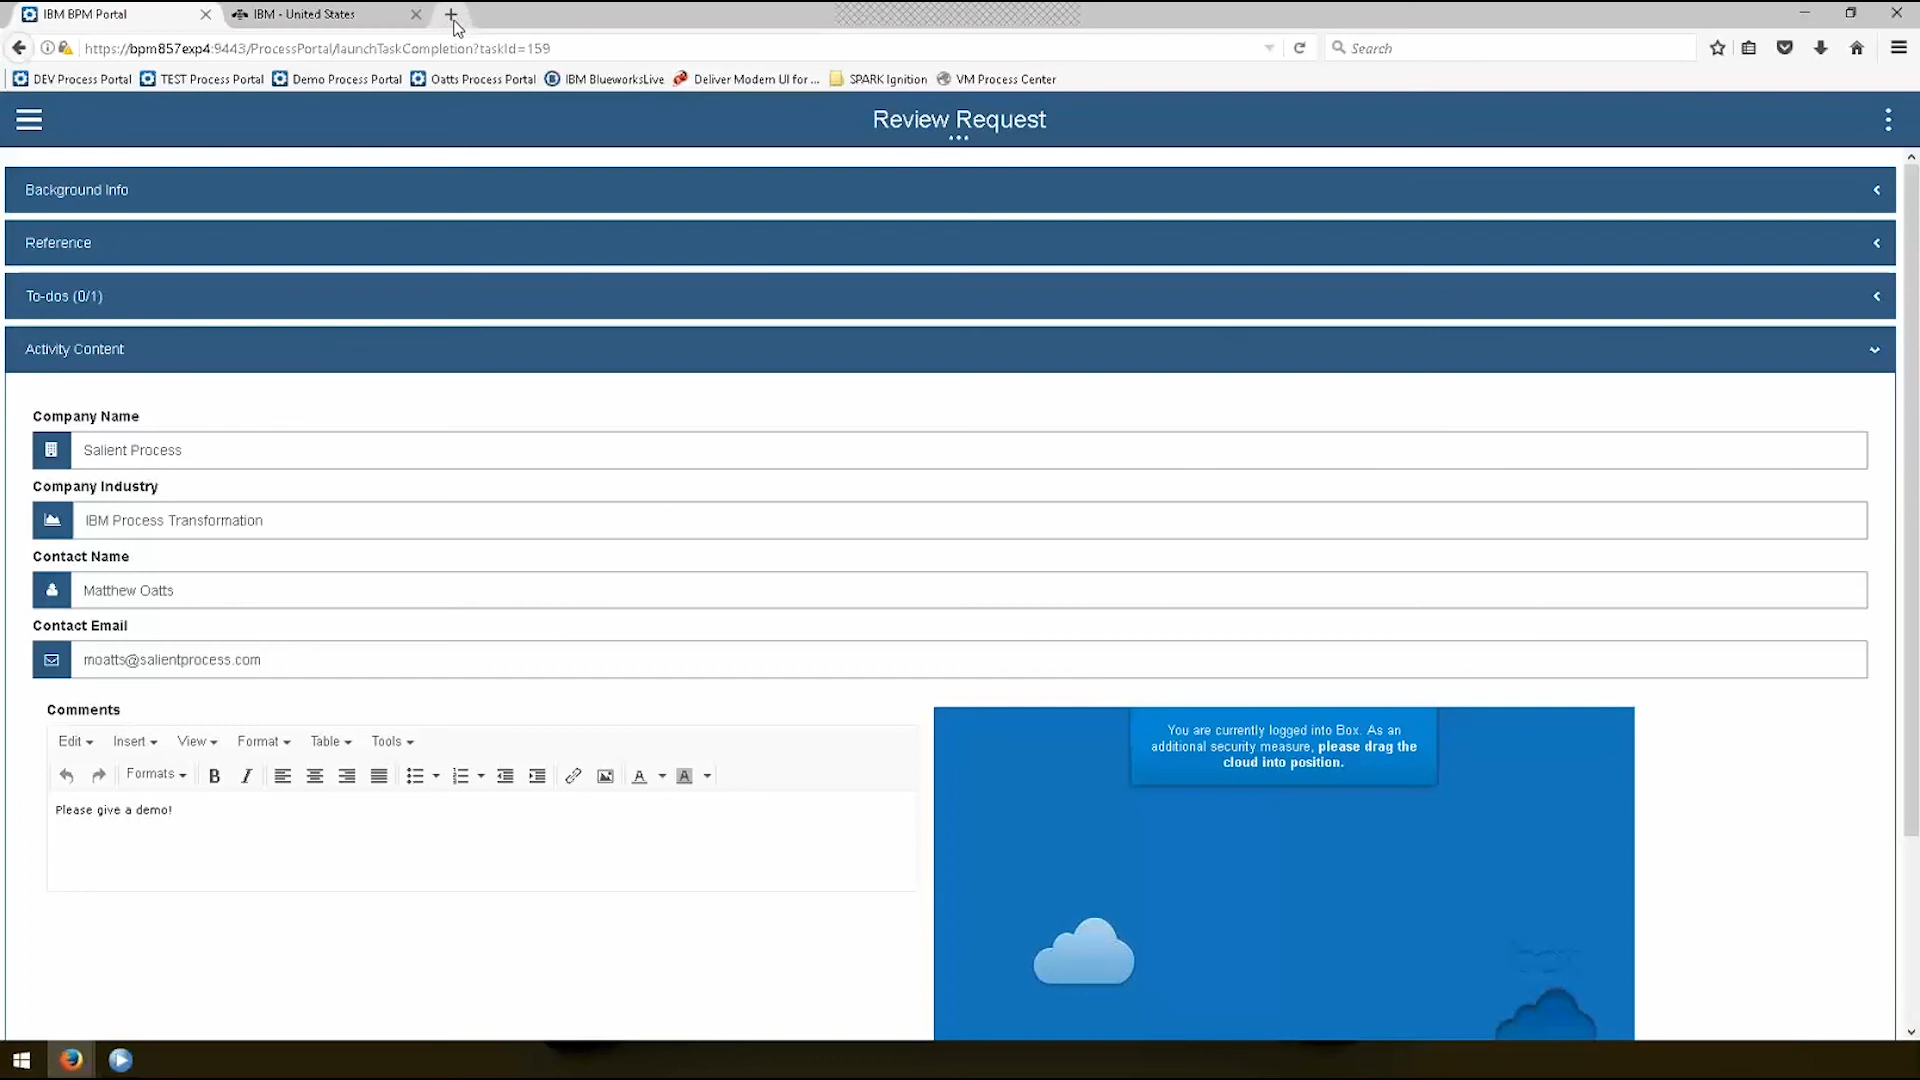 IBM BPM Portal
IBM - United States
https://bpm857exp4:9443/ProcessPortal/launchTaskCompletion?taskId=159
Search
DEV Process Portal
TEST Process Portal
Demo Process Portal
Oatts Process Portal
IBM BlueworksLive
Deliver Modern UI for ...
SPARK Ignition
VM Process Center
Review Request
Background Info
Reference
To-dos (0/1)
Activity Content
Company Name
Salient Process
Company Industry
IBM Process Transformation
Contact Name
Matthew Oatts
Contact Email
moatts@salientprocess.com
Comments
Edit Insert View Format Table Tools
Formats B I A A
Please give a demo!
You are currently logged into Box. As an
additional security measure, please drag the
cloud into position.